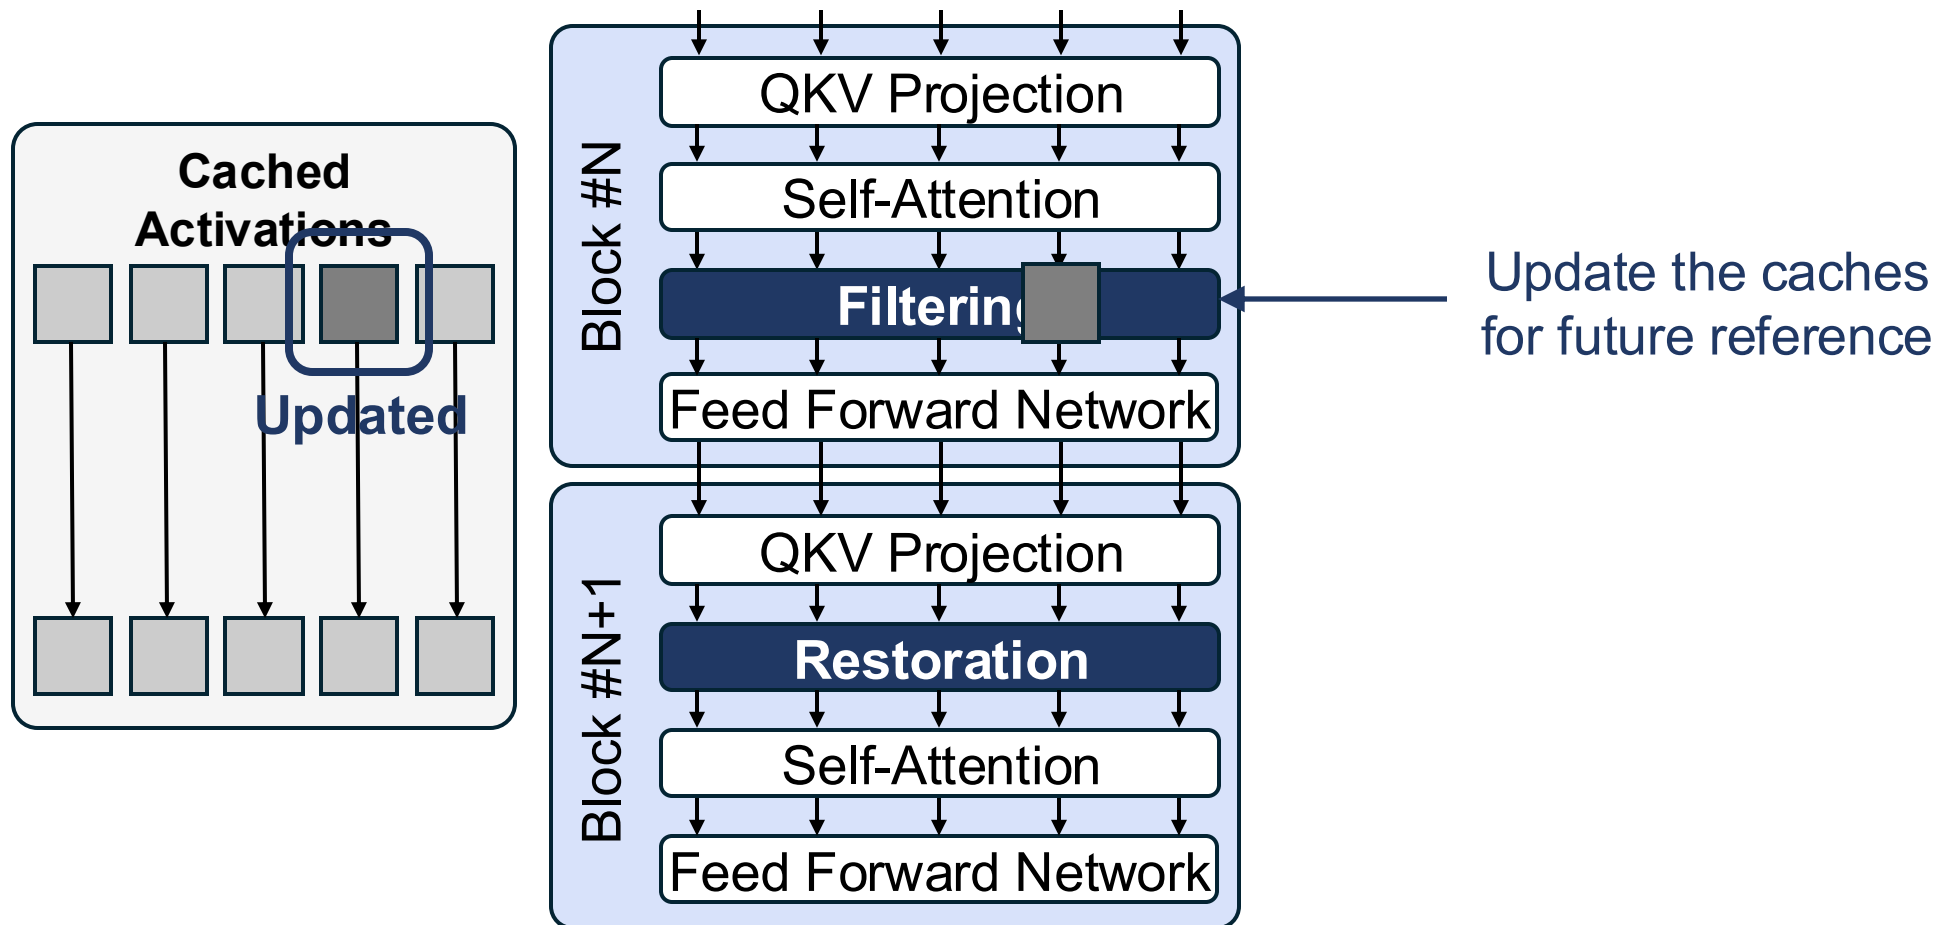 Cached
Activations
Updated
Block #N
QKV Projection
Self-Attention
Filtering
Feed Forward Network
Block #N+1
QKV Projection
Restoration
Self-Attention
Feed Forward Network
Update the caches
for future reference